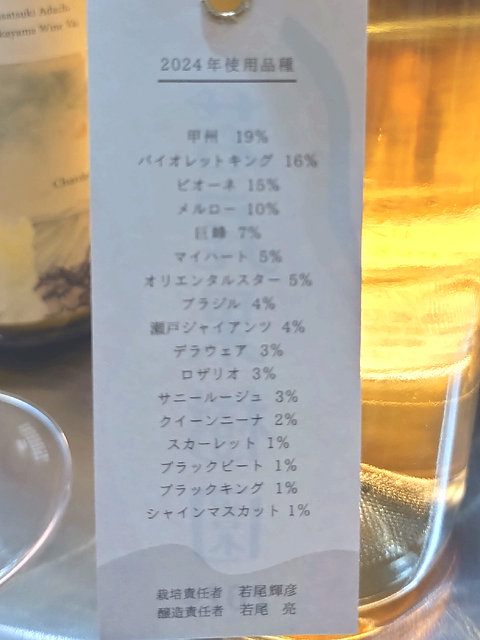 2024年使用品種
甲州 19%
バイオレットキング 16%
ピオーネ 15%
メルロー 10%
巨峰 7%
マイハート 5%
オリエンタルスター 5%
ブラジル 4%
瀬戸ジャイアンツ 4%
デラウェア 3%
ロザリオ 3%
サニールージュ 3%
クイーンニーナ 2%
スカーレット 1%
ブラックビート 1%
ブラックキング 1%
シャインマスカット 1%
栽培責任者 若尾輝彦
醸造責任者 若尾 亮